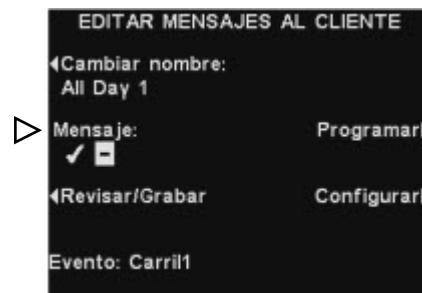 EDITAR MENSAJES AL CLIENTE
Cambiar nombre:
All Day 1
Mensaje:
Programar
✓ -
Revisar/Grabar
Configurar
Evento: Carril1